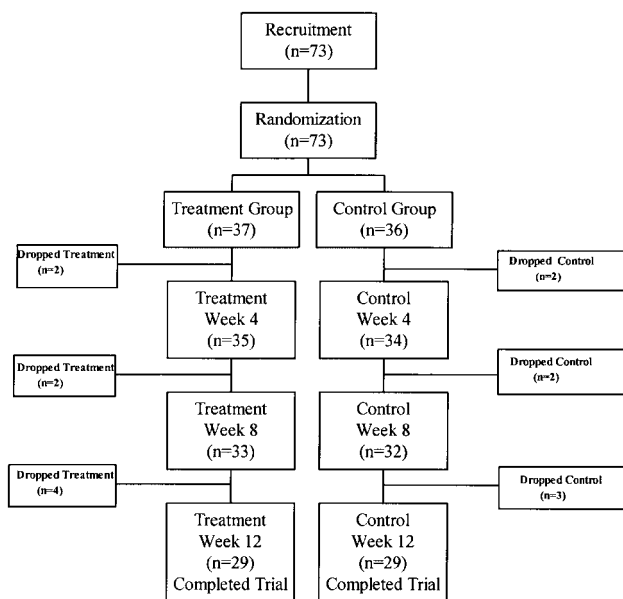 Recruitment
(n=73)
Randomization
(n=73)
Treatment Group
(n=37)
Control Group
(n=36)
Dropped Treatment
(n=2)
Dropped Control
(n=2)
Treatment
Week 4
(n=35)
Control
Week 4
(n=34)
Dropped Treatment
(n=2)
Dropped Control
(n=2)
Treatment
Week 8
(n=33)
Control
Week 8
(n=32)
Dropped Treatment
(n=4)
Dropped Control
(n=3)
Treatment
Week 12
(n=29)
Completed Trial
Control
Week 12
(n=29)
Completed Trial